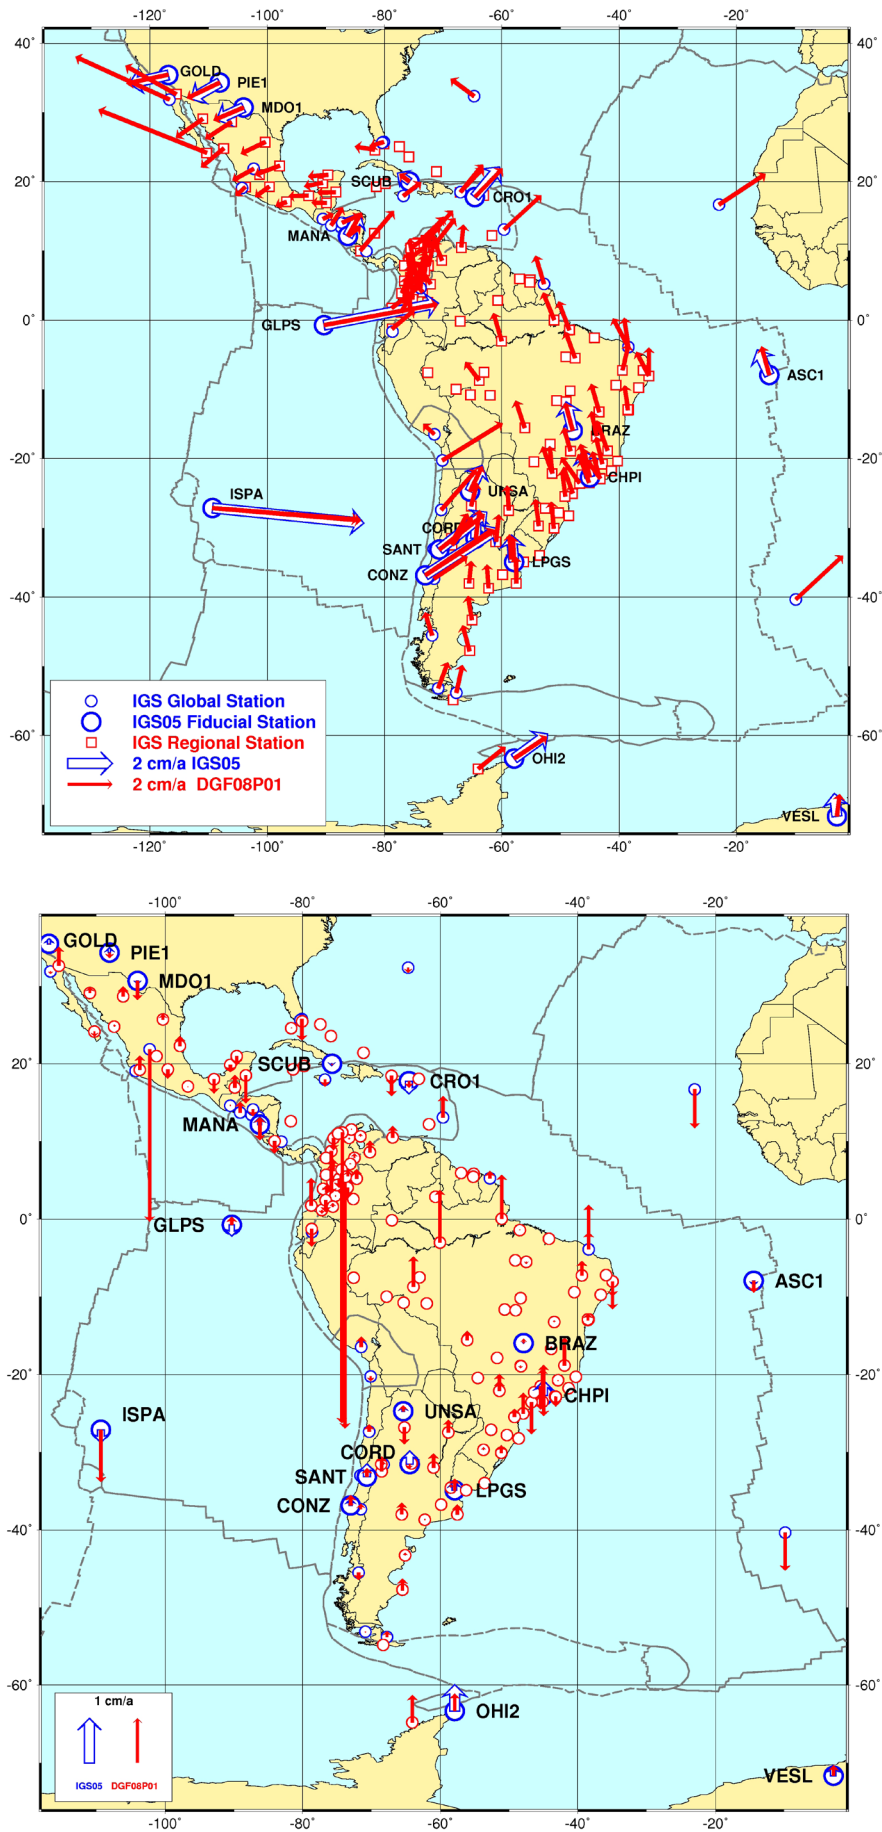 -120° -100° -80° -60° -40° -20°
40° 40°
GOLD
PIE1
MDO1
20° SCUB 20°
CRO1
MANA
0° GLPS 0°
ASC1
BRAZ
-20° -20°
CHPI
ISPA UNSA
CORD
SANT
LPGS
CONZ
-40° -40°
IGS Global Station
IGS05 Fiducial Station
-60° -60°
IGS Regional Station
OHI2
2 cm/a IGS05
2 cm/a DGF08P01
VESL
-120° -100° -80° -60° -40° -20°
-100° -80° -60° -40° -20°
GOLD
PIE1
MDO1
20° SCUB 20°
CRO1
MANA
0° GLPS 0°
ASC1
BRAZ
-20° -20°
CHPI
ISPA UNSA
CORD
SANT
LPGS
CONZ
-40° -40°
-60° -60°
1 cm/a
OHI2
VESL
IGS05 DGF08P01
-100° -80° -60° -40° -20°